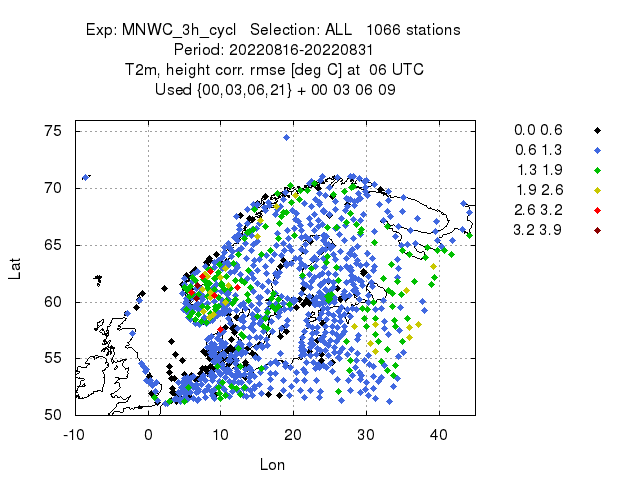 Exp: MNWC_3h_cycl   Selection: ALL   1066 stations
Period: 20220816-20220831
T2m, height corr. rmse [deg C] at  06 UTC
Used {00,03,06,21} + 00 03 06 09
75
70
65
60
55
50
-10 0 10 20 30 40
Lat
Lon
0.0 0.6
0.6 1.3
1.3 1.9
1.9 2.6
2.6 3.2
3.2 3.9